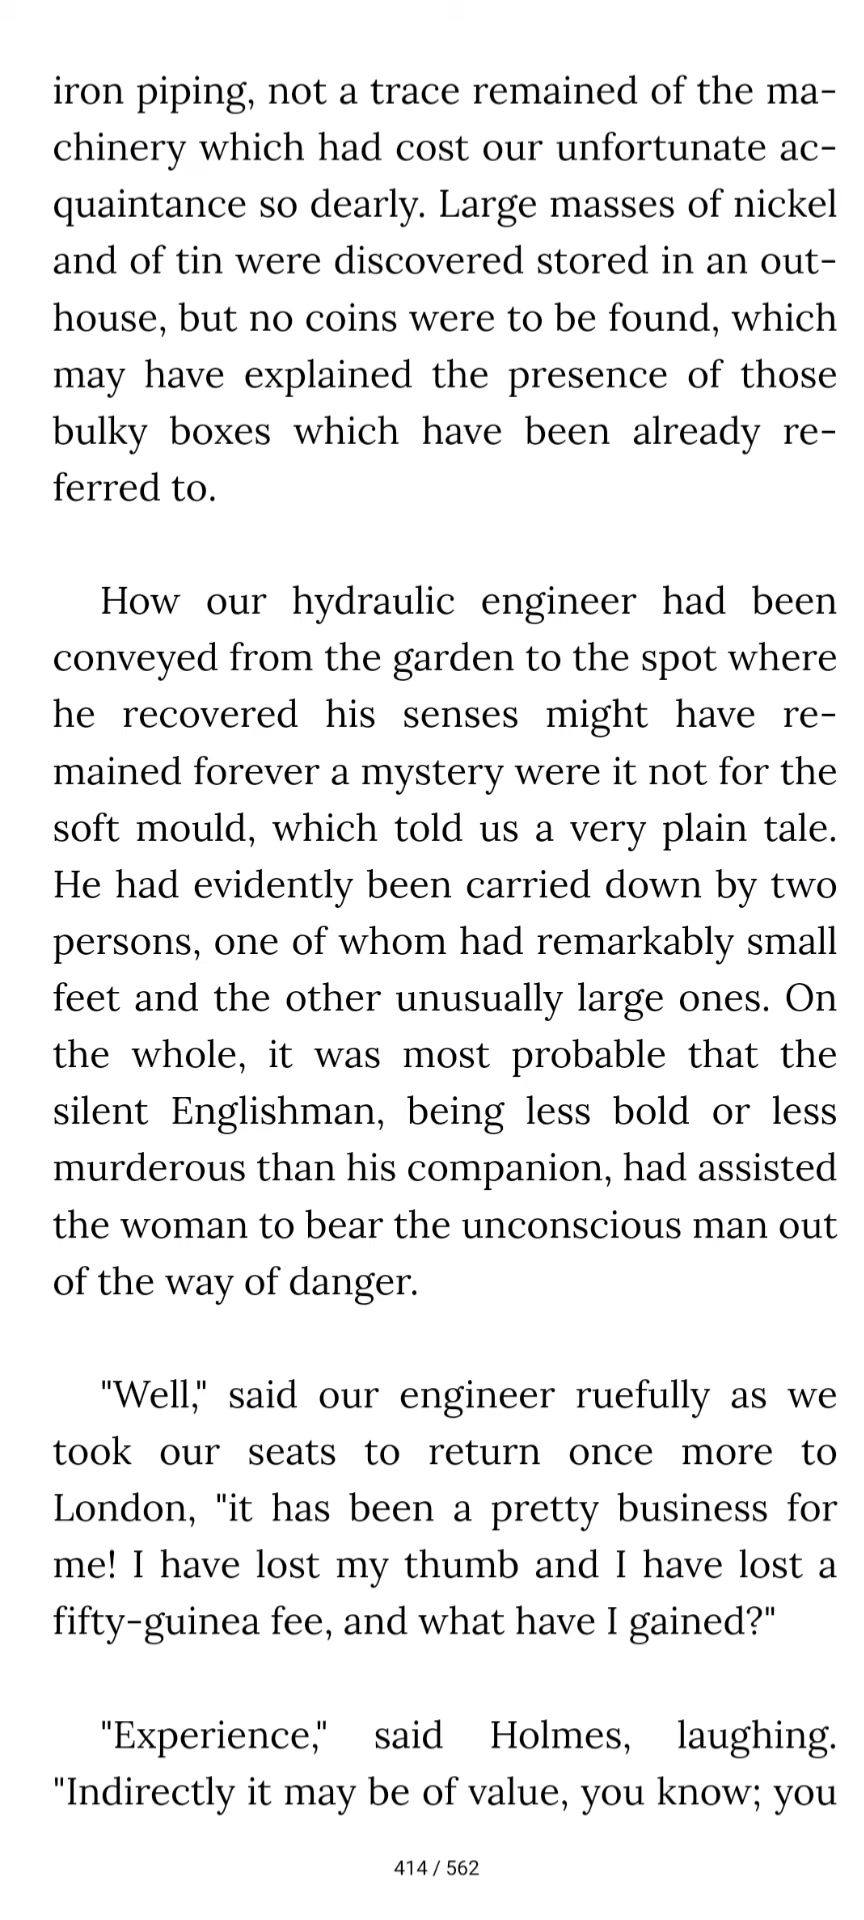 iron piping, not a trace remained of the ma-
chinery which had cost our unfortunate ac-
quaintance so dearly. Large masses of nickel
and of tin were discovered stored in an out-
house, but no coins were to be found, which
may have explained the presence of those
bulky boxes which have been already re-
ferred to.
How our hydraulic engineer had been
conveyed from the garden to the spot where
he recovered his senses might have re-
mained forever a mystery were it not for the
soft mould, which told us a very plain tale.
He had evidently been carried down by two
persons, one of whom had remarkably small
feet and the other unusually large ones. On
the whole, it was most probable that the
silent Englishman, being less bold or less
murderous than his companion, had assisted
the woman to bear the unconscious man out
of the way of danger.
"Well," said our engineer ruefully as we
took our seats to return once more to
London, "it has been a pretty business for
me! I have lost my thumb and I have lost a
fifty-guinea fee, and what have I gained?"
"Experience," said Holmes, laughing.
"Indirectly it may be of value, you know; you
414 / 562